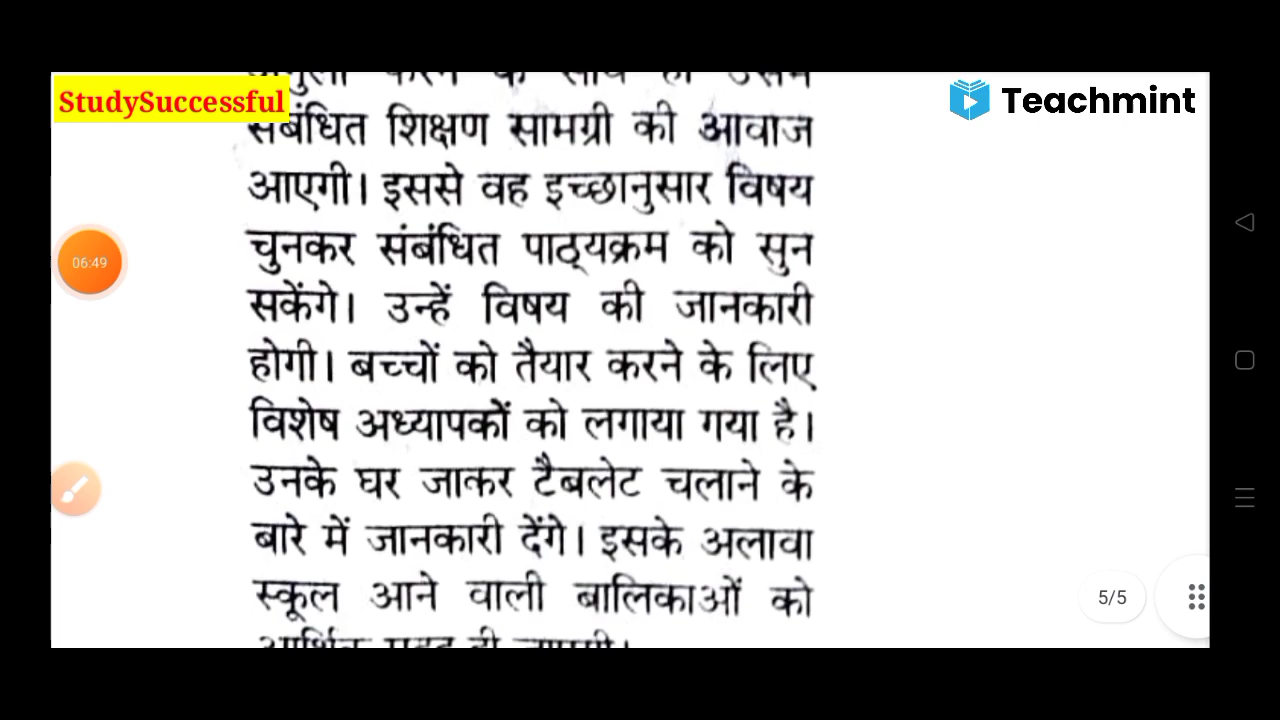 StudySuccessful
Teachmint
संबंधित शिक्षण सामग्री की आवाज
आएगी। इससे वह इच्छानुसार विषय
चुनकर संबंधित पाठ्यक्रम को सुन
सकेंगे। उन्हें विषय की जानकारी
होगी। बच्चों को तैयार करने के लिए
विशेष अध्यापकों को लगाया गया है।
उनके घर जाकर टैबलेट चलाने के
बारे में जानकारी देंगे। इसके अलावा
स्कूल आने वाली बालिकाओं को
06:49
5/5